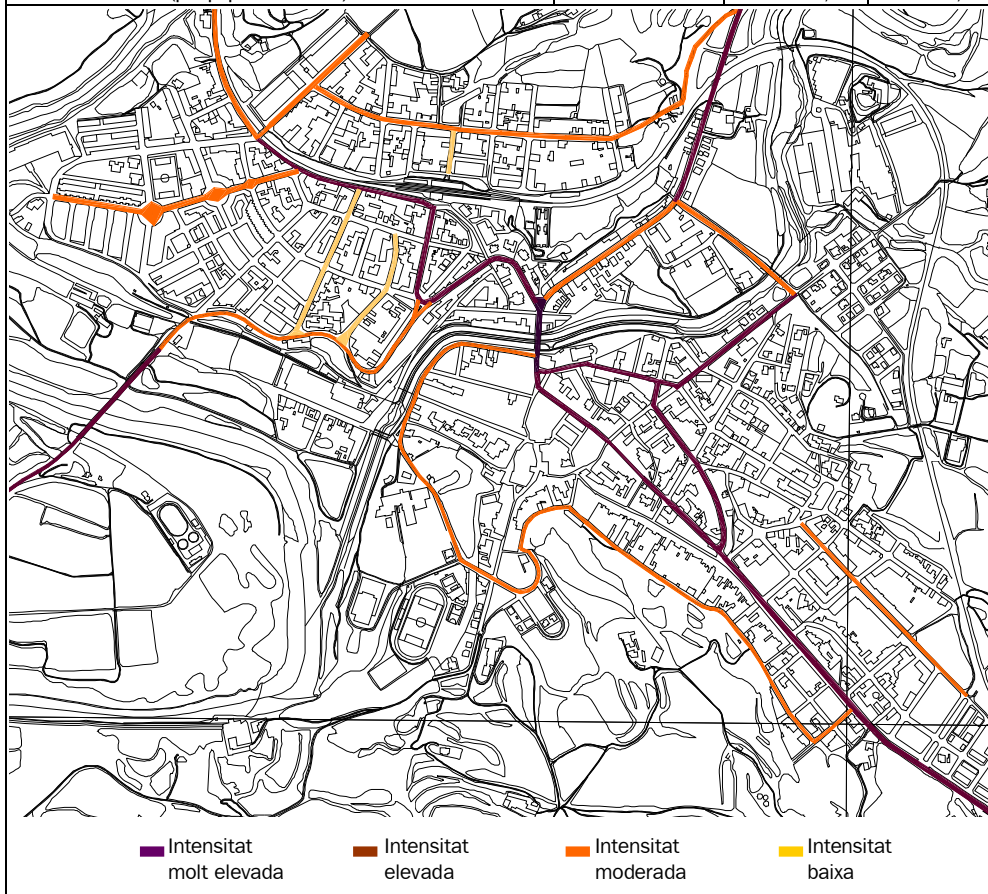 Intensitat
molt elevada
Intensitat
elevada
Intensitat
moderada
Intensitat
baixa